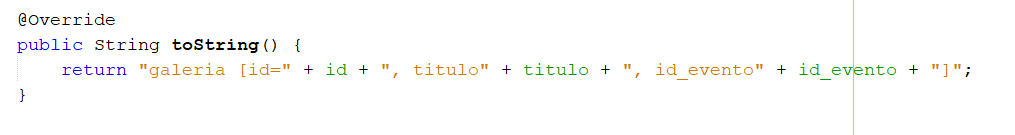 @Override
public String toString() {
    return "galeria [id=" + id + ", titulo" + titulo + ", id_evento" + id_evento + "]";
}